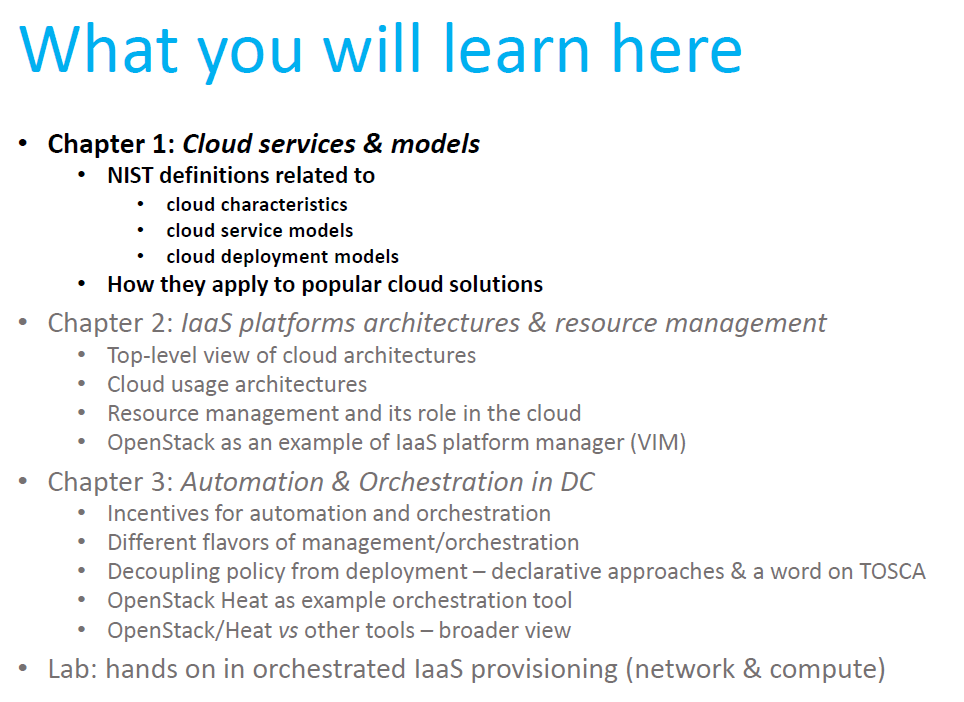 What you will learn here
• Chapter 1: Cloud services & models
• NIST definitions related to
• cloud characteristics
• cloud service models
• cloud deployment models
• How they apply to popular cloud solutions
• Chapter 2: IaaS platforms architectures & resource management
• Top-level view of cloud architectures
• Cloud usage architectures
• Resource management and its role in the cloud
• OpenStack as an example of IaaS platform manager (VIM)
• Chapter 3: Automation & Orchestration in DC
• Incentives for automation and orchestration
• Different flavors of management/orchestration
• Decoupling policy from deployment – declarative approaches & a word on TOSCA
• OpenStack Heat as example orchestration tool
• OpenStack/Heat vs other tools – broader view
• Lab: hands on in orchestrated IaaS provisioning (network & compute)